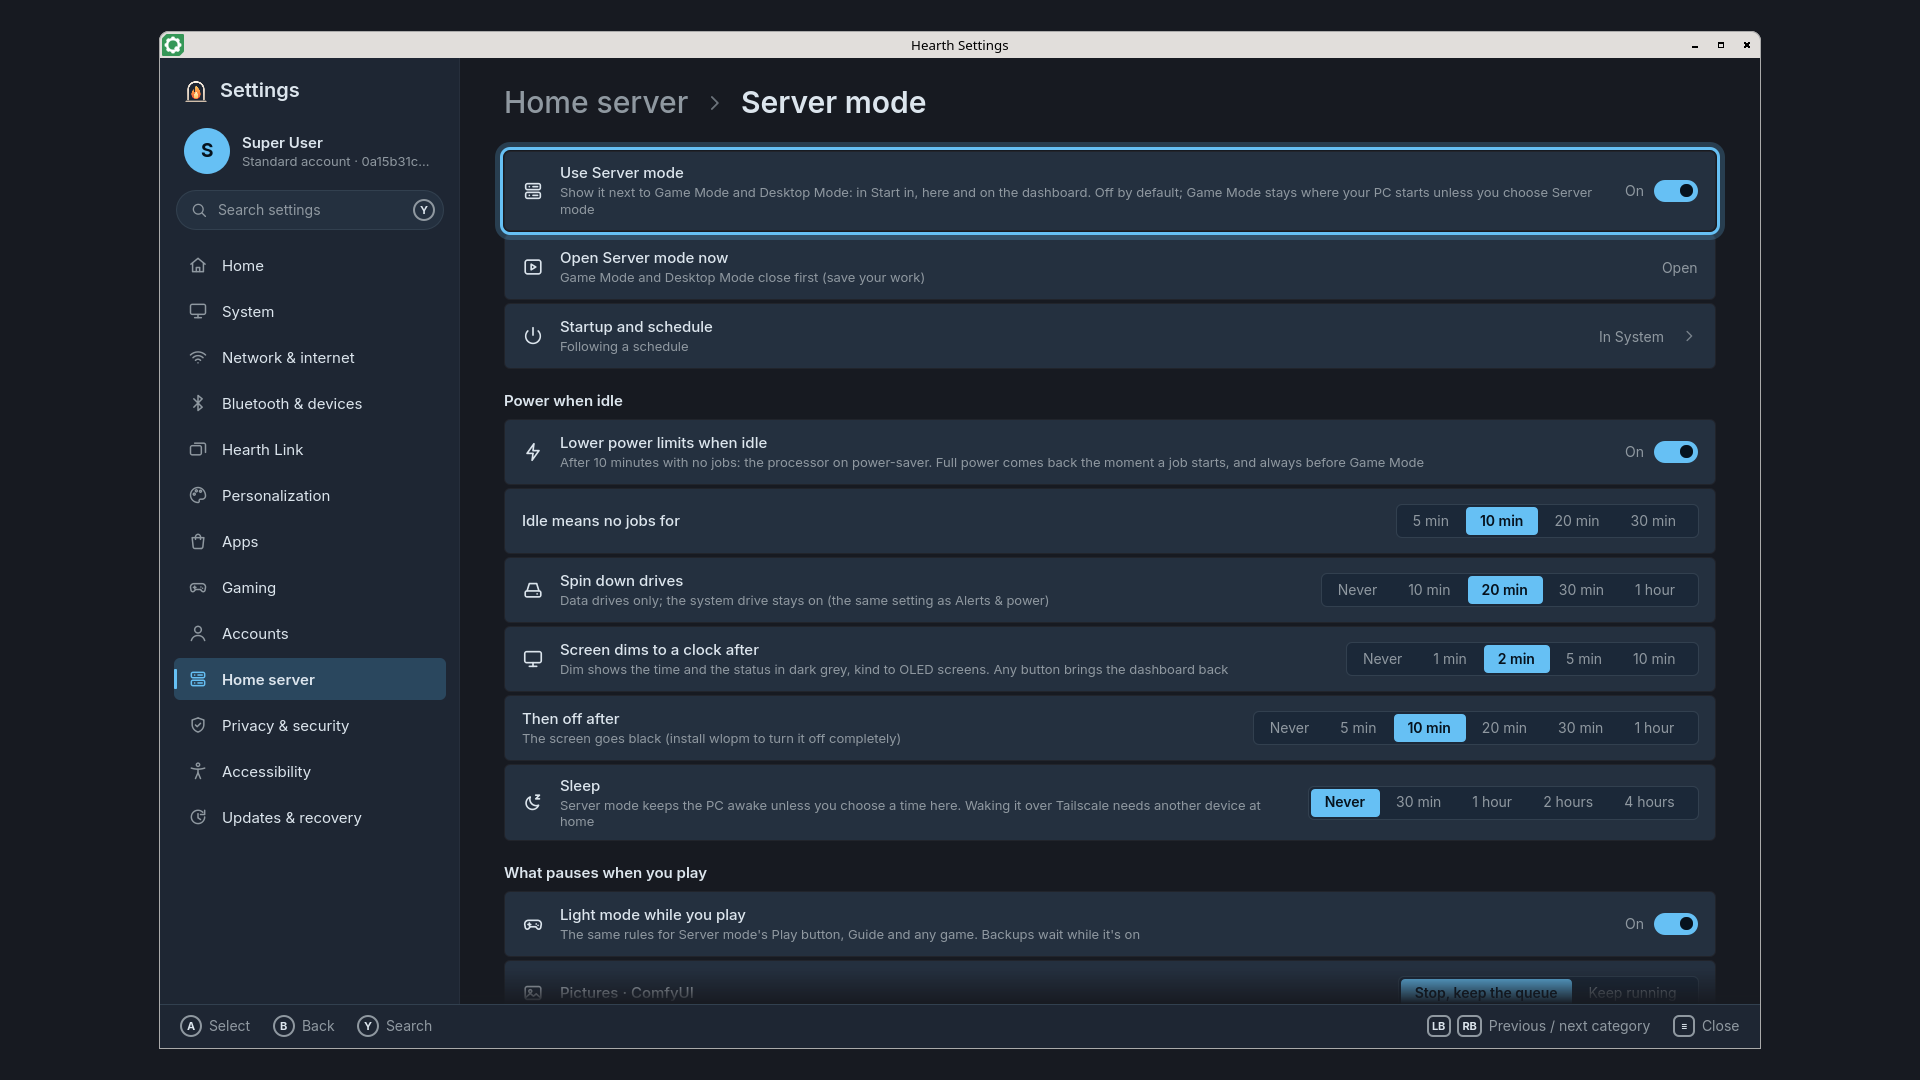 Hearth Settings
Settings
S
Super User
Standard account · 0a15b31c...
Search settings
Y
Home
System
Network & internet
Bluetooth & devices
Hearth Link
Personalization
Apps
Gaming
Accounts
Home server
Privacy & security
Accessibility
Updates & recovery
Home server > Server mode
Use Server mode
Show it next to Game Mode and Desktop Mode: in Start in, here and on the dashboard. Off by default; Game Mode stays where your PC starts unless you choose Server
mode
On
Open Server mode now
Game Mode and Desktop Mode close first (save your work)
Open
Startup and schedule
Following a schedule
In System
Power when idle
Lower power limits when idle
After 10 minutes with no jobs: the processor on power-saver. Full power comes back the moment a job starts, and always before Game Mode
On
Idle means no jobs for
5 min 10 min 20 min 30 min
Spin down drives
Data drives only; the system drive stays on (the same setting as Alerts & power)
Never 10 min 20 min 30 min 1 hour
Screen dims to a clock after
Dim shows the time and the status in dark grey, kind to OLED screens. Any button brings the dashboard back
Never 1 min 2 min 5 min 10 min
Then off after
The screen goes black (install wlopm to turn it off completely)
Never 5 min 10 min 20 min 30 min 1 hour
Sleep
Server mode keeps the PC awake unless you choose a time here. Waking it over Tailscale needs another device at
home
Never 30 min 1 hour 2 hours 4 hours
What pauses when you play
Light mode while you play
The same rules for Server mode's Play button, Guide and any game. Backups wait while it's on
On
Pictures · ComfyUI
Stop, keep the queue Keep running
A Select B Back Y Search
LB RB Previous / next category ≡ Close